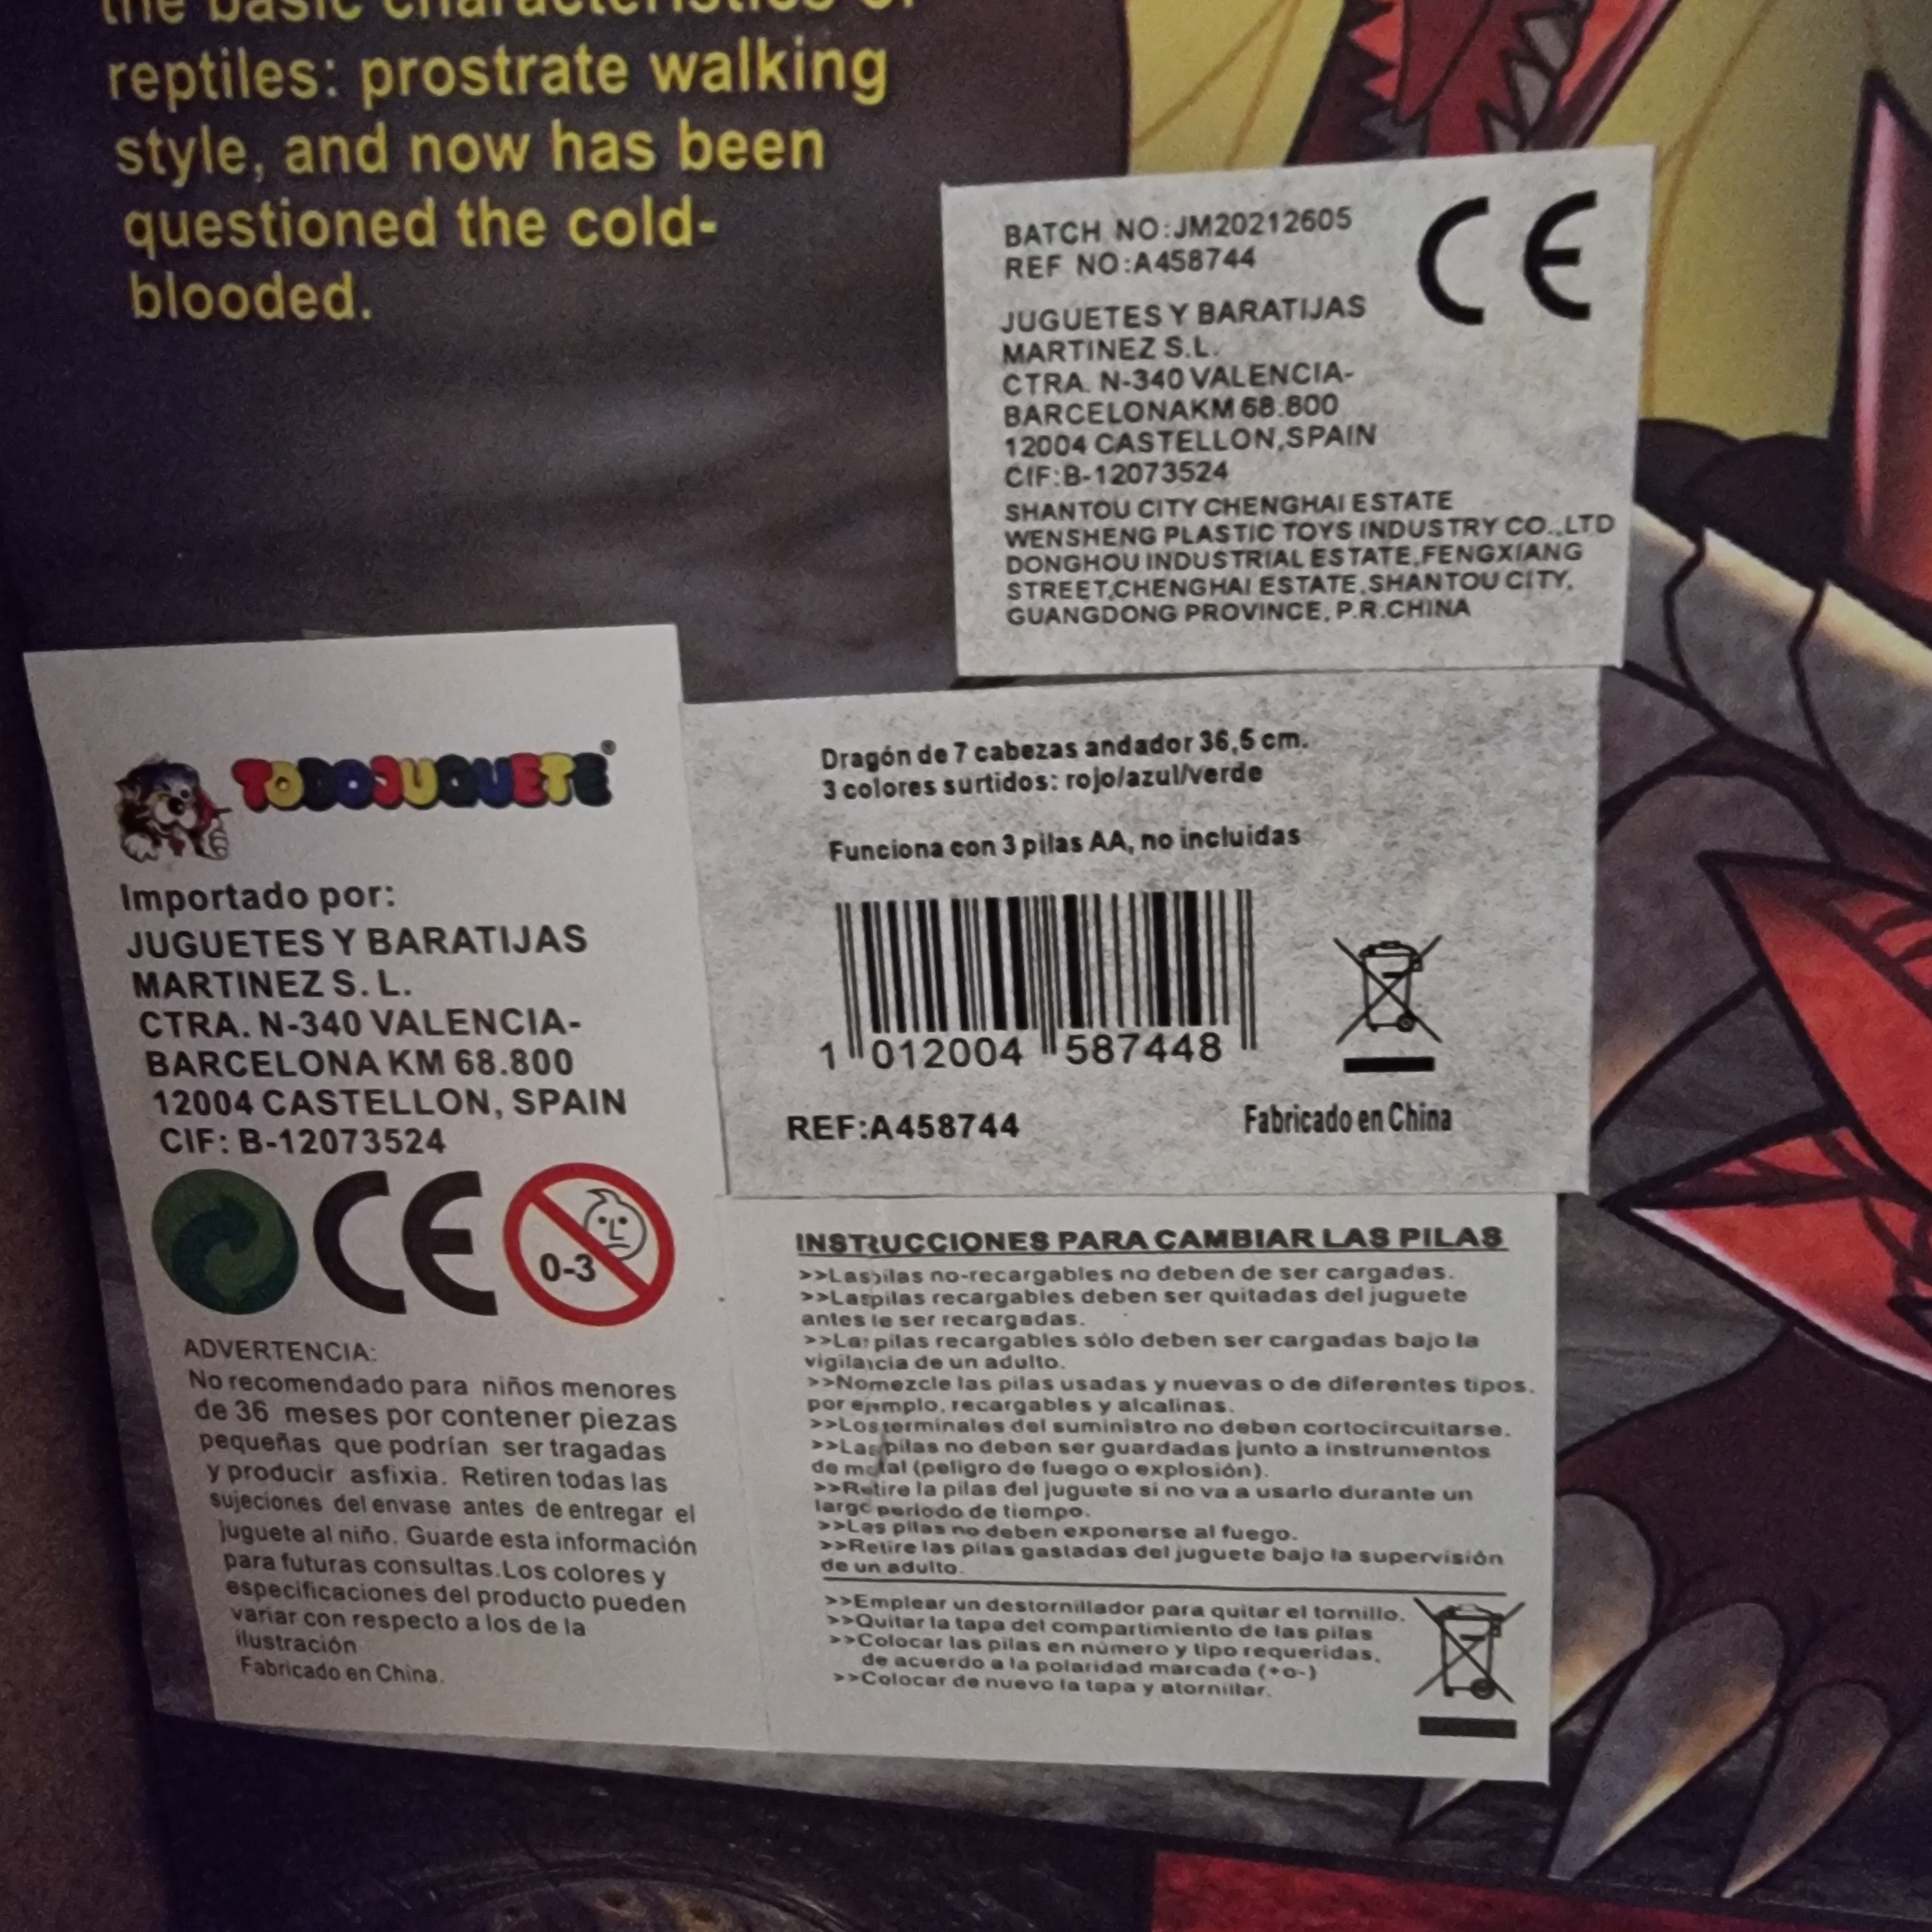 the basic characteristics of
reptiles: prostrate walking
style, and now has been
questioned the cold-
blooded.
BATCH NO:JM20212605
REF NO:A458744
CE
JUGUETES Y BARATIJAS
MARTINEZ S.L.
CTRA. N-340 VALENCIA-
BARCELONAKM 68.800
12004 CASTELLON,SPAIN
CIF:B-12073524
SHANTOU CITY CHENGHAI ESTATE
WENSHENG PLASTIC TOYS INDUSTRY CO.,LTD
DONGHOU INDUSTRIAL ESTATE,FENGXIANG
STREET,CHENGHAI ESTATE,SHANTOU CITY,
GUANGDONG PROVINCE, P.R.CHINA
TODOJUGUETE®
Importado por:
JUGUETES Y BARATIJAS
MARTINEZ S. L.
CTRA. N-340 VALENCIA-
BARCELONA KM 68.800
12004 CASTELLON, SPAIN
CIF: B-12073524
CE
0-3
ADVERTENCIA:
No recomendado para niños menores
de 36 meses por contener piezas
pequeñas que podrían ser tragadas
y producir asfixia. Retiren todas las
sujeciones del envase antes de entregar el
juguete al niño. Guarde esta información
para futuras consultas.Los colores y
especificaciones del producto pueden
variar con respecto a los de la
ilustración
Fabricado en China.
Dragón de 7 cabezas andador 36,5 cm.
3 colores surtidos: rojo/azul/verde
Funciona con 3 pilas AA, no incluidas
1 012004 587448
REF:A458744
Fabricado en China
INSTRUCCIONES PARA CAMBIAR LAS PILAS
>>Las pilas no-recargables no deben de ser cargadas.
>>Las pilas recargables deben ser quitadas del juguete
antes de ser recargadas.
>>Las pilas recargables sólo deben ser cargadas bajo la
vigilancia de un adulto.
>>No mezcle las pilas usadas y nuevas o de diferentes tipos,
por ejemplo, recargables y alcalinas.
>>Los terminales del suministro no deben cortocircuitarse.
>>Las pilas no deben ser guardadas junto a instrumentos
de metal (peligro de fuego o explosión).
>>Retire la pilas del juguete si no va a usarlo durante un
largo periodo de tiempo.
>>Las pilas no deben exponerse al fuego.
>>Retire las pilas gastadas del juguete bajo la supervisión
de un adulto.
>>Emplear un destornillador para quitar el tornillo.
>>Quitar la tapa del compartimiento de las pilas
>>Colocar las pilas en número y tipo requeridas,
de acuerdo a la polaridad marcada (+o-)
>>Colocar de nuevo la tapa y atornillar.